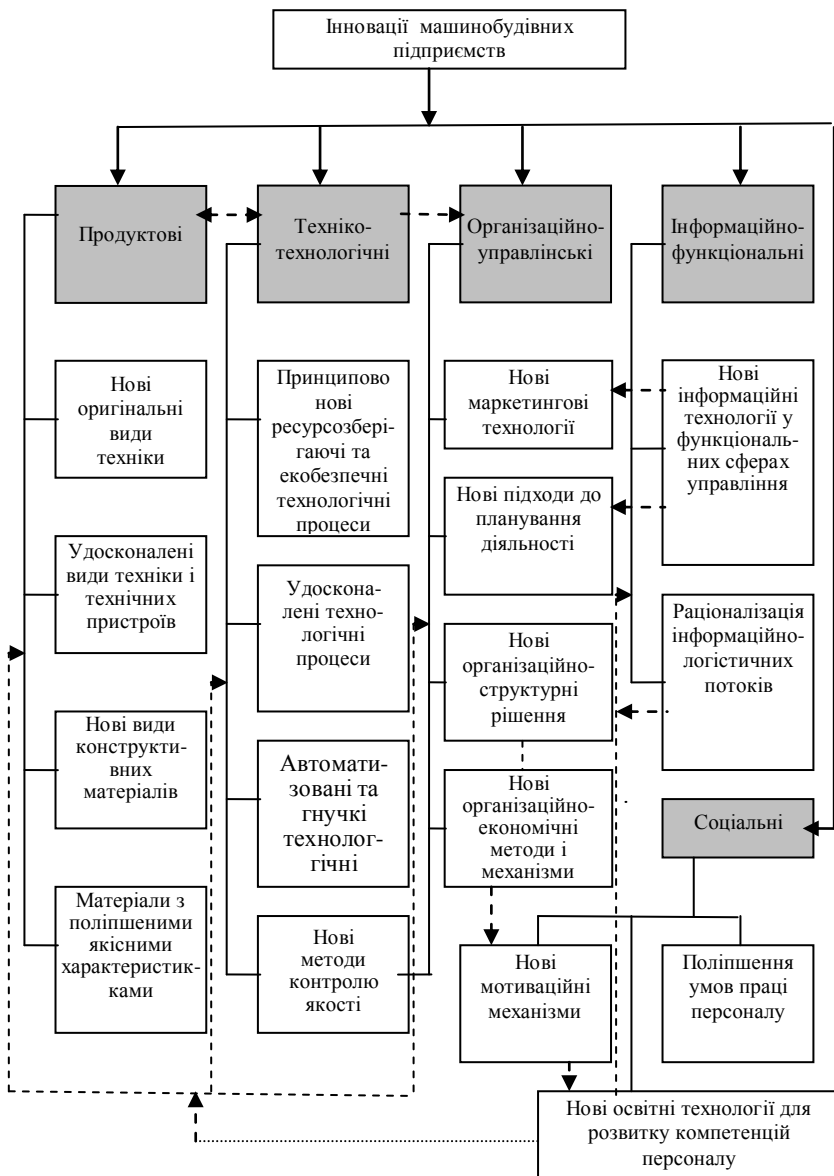 Інновації машинобудівних
підприємств
Продуктові
Техніко-
технологічні
Організаційно-
управлінські
Інформаційно-
функціональні
Нові
оригінальні
види
техніки
Удосконалені
види техніки і
технічних
пристроїв
Нові види
конструкти-
вних
матеріалів
Матеріали з
поліпшеними
якісними
характеристик-
ками
Принципово
нові
ресурсозбері-
гаючі та
екобезпечні
технологічні
процеси
Удоскона-
лені техно-
логічні
процеси
Автомати-
зовані та
гнучкі
технолог-
гічні
Нові
методи
контролю
якості
Нові
маркетингові
технології
Нові підходи до
планування
діяльності
Нові
організаційно-
структурні
рішення
Нові
організаційно-
економічні
методи і
механізми
Нові
інформаційні
технології у
функціональ-
них сферах
управління
Раціоналізація
інформаційно-
логістичних
потоків
Соціальні
Нові
мотиваційні
механізми
Поліпшення
умов праці
персоналу
Нові освітні технології для
розвитку компетенцій
персоналу